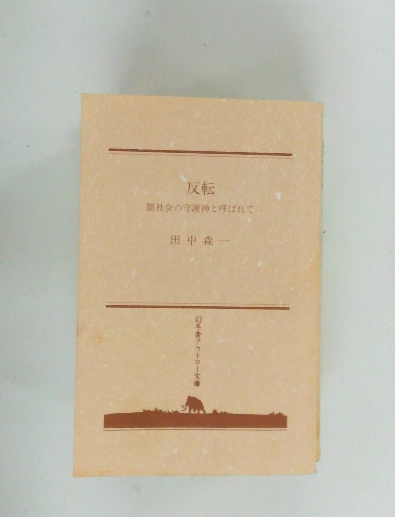 反転
闇社会の守護神と呼ばれて
田中森一
幻冬舎アウトロー文庫